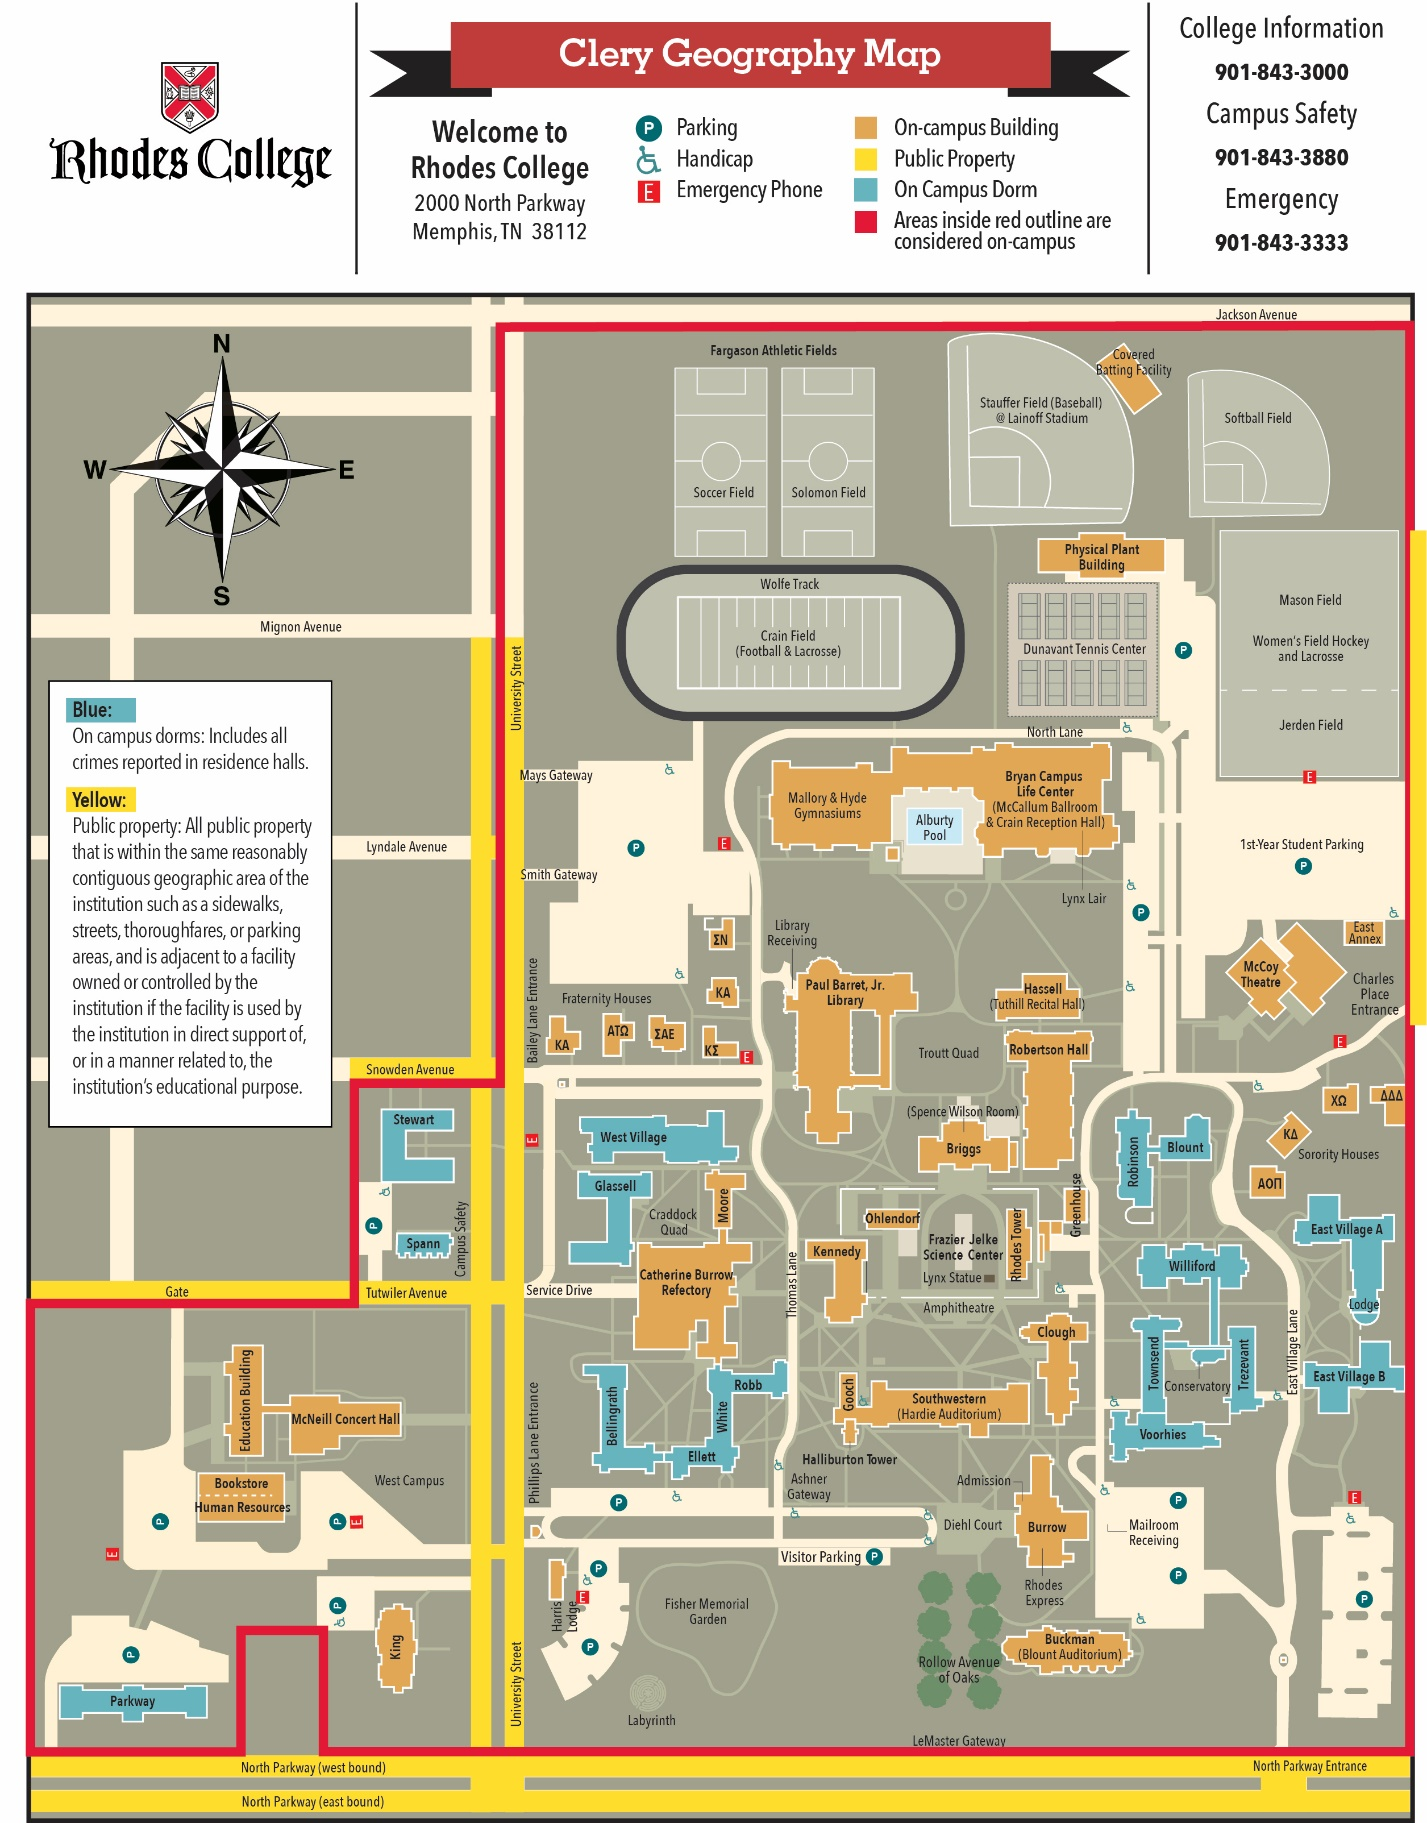 Rhodes College
Clery Geography Map
Welcome to
Rhodes College
2000 North Parkway
Memphis, TN 38112
P Parking
Handicap
E Emergency Phone
On-campus Building
Public Property
On Campus Dorm
Areas inside red outline are
considered on-campus
College Information
901-843-3000
Campus Safety
901-843-3880
Emergency
901-843-3333
Jackson Avenue
N
W
E
S
Fargason Athletic Fields
Covered
Batting Facility
Stauffer Field (Baseball)
@ Lainoff Stadium
Softball Field
Soccer Field
Solomon Field
Physical Plant
Building
Wolfe Track
Crain Field
(Football & Lacrosse)
Dunavant Tennis Center
P
Mason Field
Women's Field Hockey
and Lacrosse
Jerden Field
Mignon Avenue
University Street
North Lane
Blue:
On campus dorms: Includes all
crimes reported in residence halls.
Yellow:
Public property: All public property
that is within the same reasonably
contiguous geographic area of the
institution such as a sidewalks,
streets, thoroughfares, or parking
areas, and is adjacent to a facility
owned or controlled by the
institution if the facility is used by
the institution in direct support of,
or in a manner related to, the
institution's educational purpose.
Mays Gateway
Mallory & Hyde
Gymnasiums
Alburty
Pool
Bryan Campus
Life Center
(McCallum Ballroom
& Crain Reception Hall)
E
Lyndale Avenue
P
E
1st-Year Student Parking
P
Smith Gateway
Lynx Lair
P
ΣΝ
Library
Receiving
East
Annex
Bailey Lane Entrance
Fraternity Houses
ΚΑ
Paul Barret, Jr.
Library
Hassell
(Tuthill Recital Hall)
McCoy
Theatre
Charles
Place
Entrance
ΚΑ
ΑΤΩ
ΣΑΕ
ΚΣ
E
Troutt Quad
Robertson Hall
E
Snowden Avenue
Stewart
West Village
E
(Spence Wilson Room)
Briggs
Robinson
Blount
ΧΩ
ΔΔΔ
ΚΔ
Sorority Houses
ΑΟΠ
Glassell
Moore
Craddock
Quad
P
Spann
Campus Safety
Ohlendorf
Kennedy
Frazier Jelke
Science Center
Lynx Statue
Rhodes Tower
Greenhouse
East Village A
Williford
Lodge
Catherine Burrow
Refectory
Thomas Lane
Amphitheatre
Gate
Tutwiler Avenue
Service Drive
Clough
Townsend
Conservatory
Trezevant
East Village Lane
East Village B
Education Building
McNeill Concert Hall
Phillips Lane Entrance
Bellingrath
Robb
White
Ellett
Gooch
Southwestern
(Hardie Auditorium)
Voorhies
Halliburton Tower
Ashner
Gateway
Admission
Bookstore
Human Resources
West Campus
P
P
E
E
P
Diehl Court
Burrow
Mailroom
Receiving
P
P
E
P
Visitor Parking P
Rhodes
Express
Harris
Lodge
P
E
P
Fisher Memorial
Garden
Labyrinth
Rollow Avenue
of Oaks
Buckman
(Blount Auditorium)
P
King
P
Parkway
University Street
LeMaster Gateway
North Parkway (west bound)
North Parkway Entrance
North Parkway (east bound)